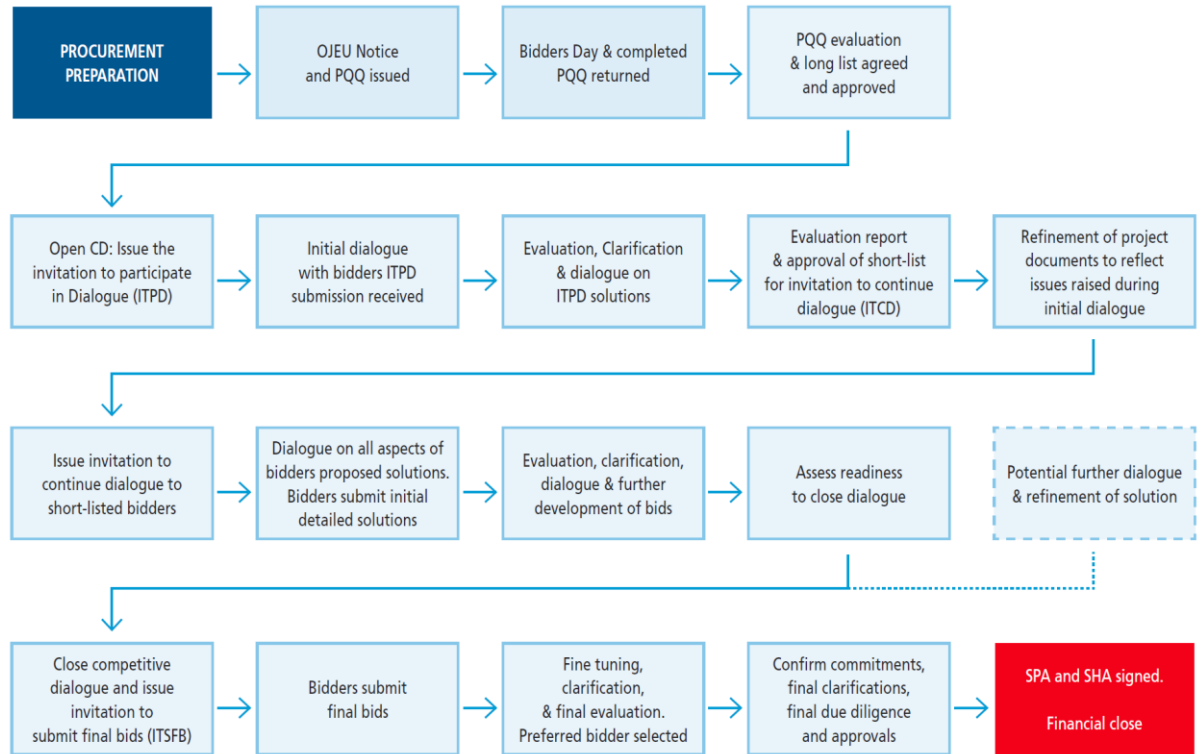 PROCUREMENT
PREPARATION
OJEU Notice
and PQQ issued
Bidders Day & completed
PQQ returned
PQQ evaluation
& long list agreed
and approved
Open CD: Issue the
invitation to participate
in Dialogue (ITPD)
Initial dialogue
with bidders ITPD
submission received
Evaluation, Clarification
& dialogue on
ITPD solutions
Evaluation report
& approval of short-list
for invitation to continue
dialogue (ITCD)
Refinement of project
documents to reflect
issues raised during
initial dialogue
Issue invitation to
continue dialogue to
short-listed bidders
Dialogue on all aspects of
bidders proposed solutions.
Bidders submit initial
detailed solutions
Evaluation, clarification,
dialogue & further
development of bids
Assess readiness
to close dialogue
Potential further dialogue
& refinement of solution
Close competitive
dialogue and issue
invitation to
submit final bids (ITSFB)
Bidders submit
final bids
Fine tuning,
clarification,
& final evaluation.
Preferred bidder selected
Confirm commitments,
final clarifications,
final due diligence
and approvals
SPA and SHA signed.
Financial close